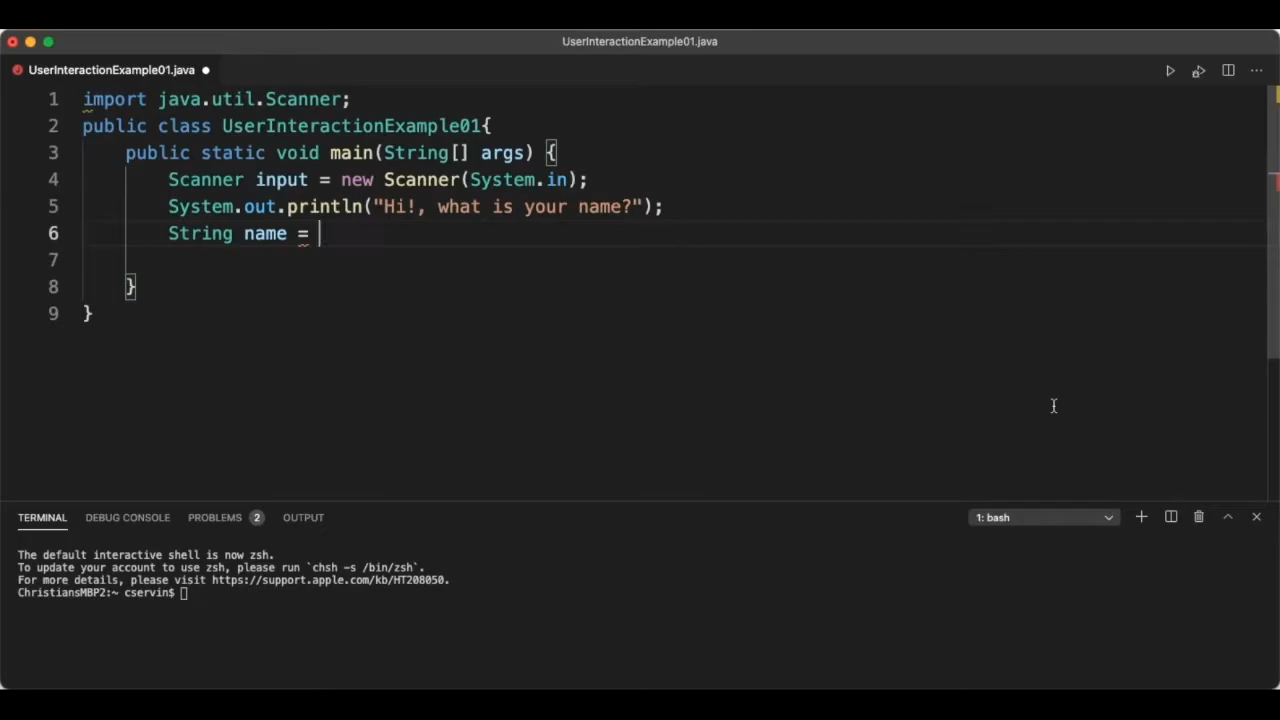 UserInteractionExample01.java
UserInteractionExample01.java
1 import java.util.Scanner;
2 public class UserInteractionExample01{
3 public static void main(String[] args) {
4 Scanner input = new Scanner(System.in);
5 System.out.println("Hi!, what is your name?");
6 String name =
7
8 }
9 }
TERMINAL DEBUG CONSOLE PROBLEMS 2 OUTPUT 1: bash
The default interactive shell is now zsh.
To update your account to use zsh, please run `chsh -s /bin/zsh`.
For more details, please visit https://support.apple.com/kb/HT208050.
ChristiansMBP2:~ cservin$